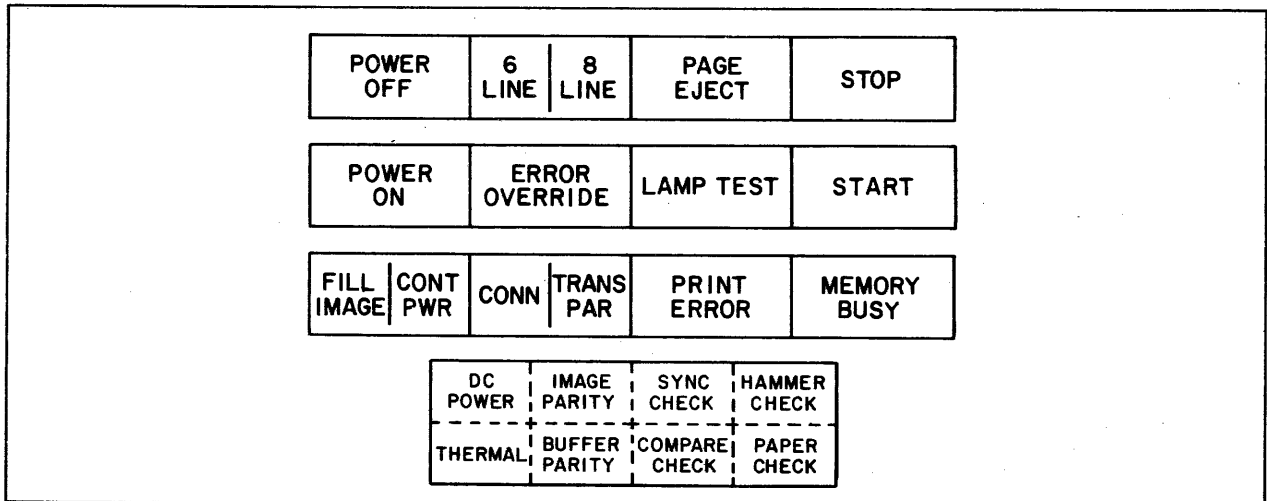 POWER OFF
6 LINE
8 LINE
PAGE EJECT
STOP
POWER ON
ERROR OVERRIDE
LAMP TEST
START
FILL IMAGE
CONT PWR
CONN
TRANS PAR
PRINT ERROR
MEMORY BUSY
DC POWER
IMAGE PARITY
SYNC CHECK
HAMMER CHECK
THERMAL
BUFFER PARITY
COMPARE CHECK
PAPER CHECK